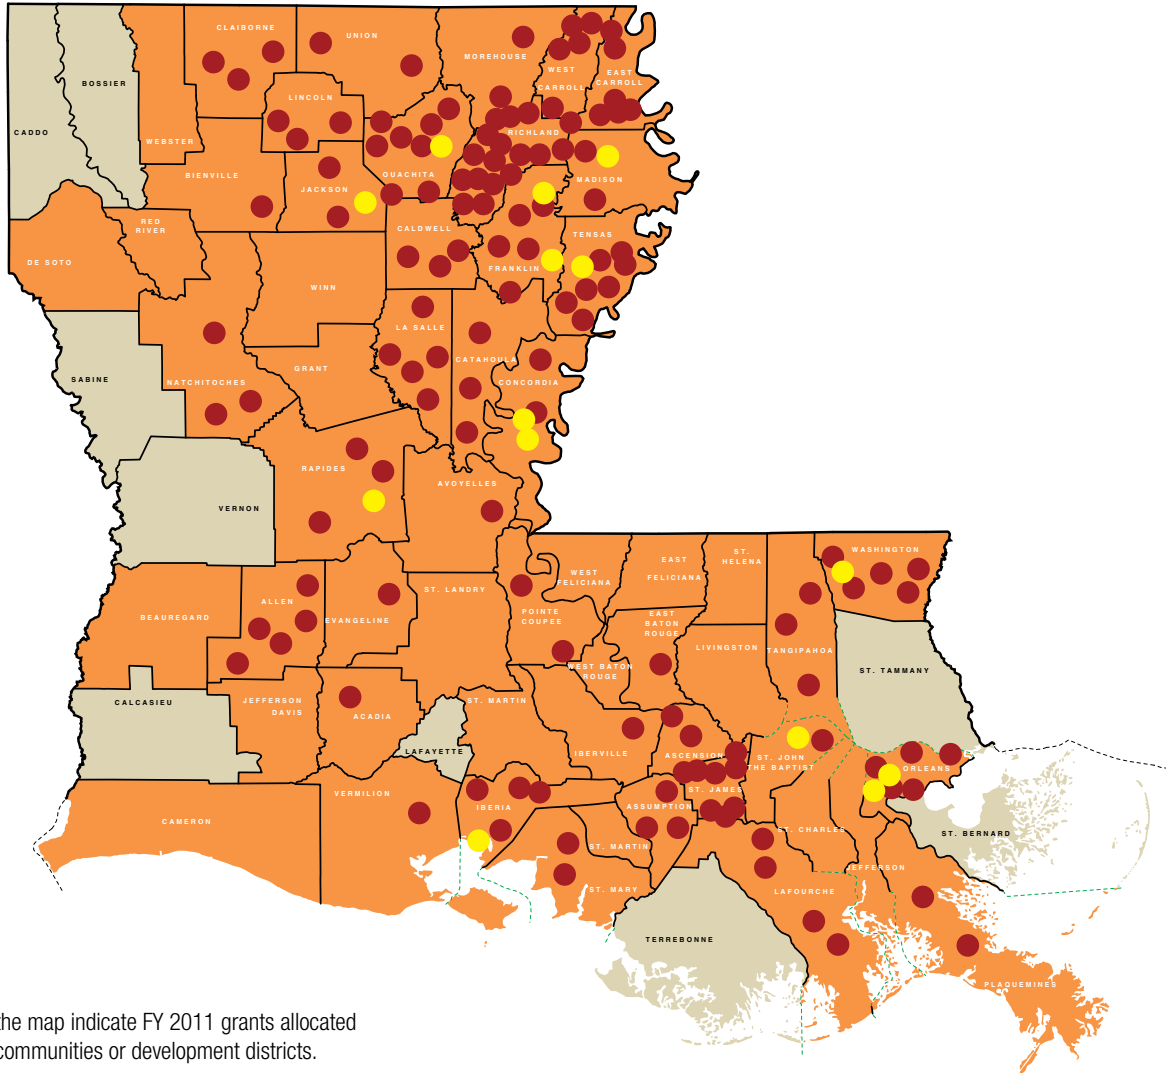 CLAIBORNE
UNION
MOREHOUSE
WEST
CARROLL
EAST
CARROLL
BOSSIER
LINCOLN
CADDO
WEBSTER
RICHLAND
BIENVILLE
JACKSON
OUACHITA
MADISON
RED
RIVER
CALDWELL
TENSAS
DE SOTO
FRANKLIN
WINN
LA SALLE
CATAHOULA
GRANT
SABINE
NATCHITOCHES
CONCORDIA
RAPIDES
AVOYELLES
VERNON
WASHINGTON
ST.
HELENA
EAST
FELICIANA
WEST
FELICIANA
ST. LANDRY
ALLEN
POINTE
COUPEE
EAST
BATON
ROUGE
BEAUREGARD
EVANGELINE
LIVINGSTON
TANGIPAHOA
WEST BATON
ROUGE
ST. TAMMANY
CALCASIEU
JEFFERSON
DAVIS
ST. MARTIN
ACADIA
LAFAYETTE
IBERVILLE
ASCENSION
ST. JOHN
THE BAPTIST
ORLEANS
VERMILION
ST. JAMES
CAMERON
IBERIA
ASSUMPTION
ST. CHARLES
ST. BERNARD
ST. MARTIN
JEFFERSON
ST. MARY
LAFOURCHE
TERREBONNE
PLAQUEMINES
the map indicate FY 2011 grants allocated
communities or development districts.